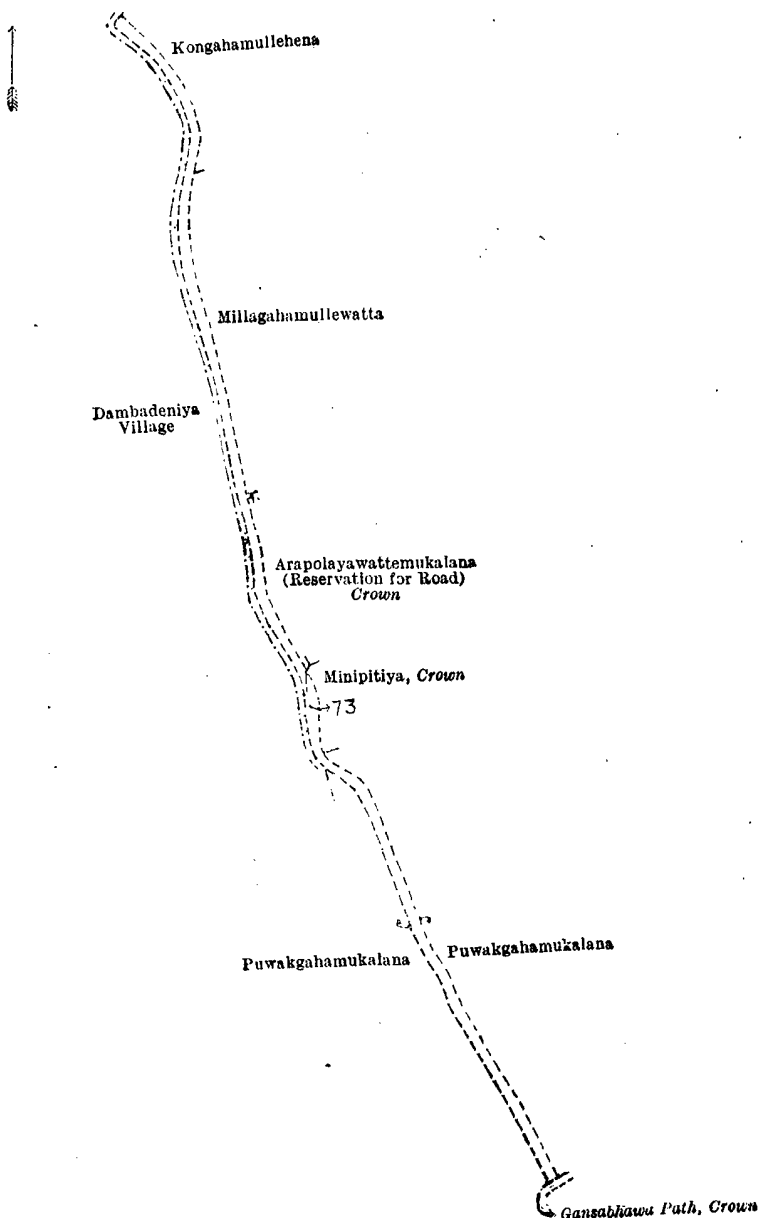 Kongahamullehena
Millagahamullewatta
Dambadeniya
Village
Arapolayawattemukalana
(Reservation for Road)
Crown
Minipitiya, Crown
73
Puwakgahamukalana
Puwakgahamukalana
Gansabhawa Path, Crown